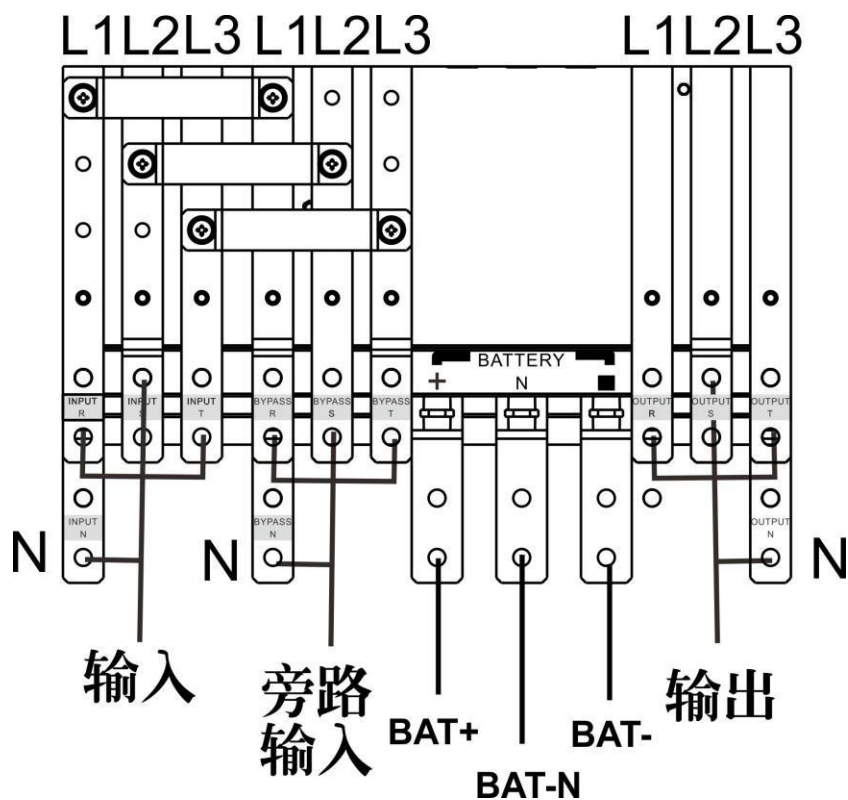 L1L2L3 L1L2L3 L1L2L3
BATTERY
+ N
INPUT INPUT INPUT BYPASS BYPASS BYPASS OUTPUT OUTPUT OUTPUT
R S T R S T R S T
INPUT BYPASS OUTPUT
N N N
N N N
输入 旁路 输出
输入
BAT+ BAT-N BAT-